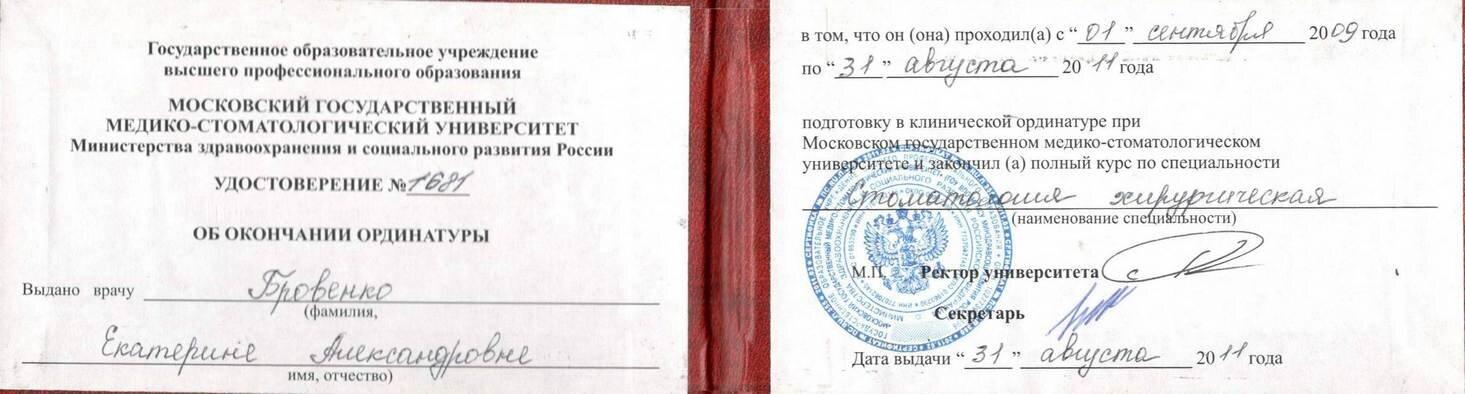 Государственное образовательное учреждение
высшего профессионального образования
МОСКОВСКИЙ ГОСУДАРСТВЕННЫЙ
МЕДИКО-СТОМАТОЛОГИЧЕСКИЙ УНИВЕРСИТЕТ
Министерства здравоохранения и социального развития России
УДОСТОВЕРЕНИЕ №1681
ОБ ОКОНЧАНИИ ОРДИНАТУРЫ
Выдано врачу Бровенко
(фамилия,
Екатерине Александровне
имя, отчество)
в том, что он (она) проходил(а) с “01” сентября 2009 года
по “31” августа 2011 года
подготовку в клинической ординатуре при
Московском государственном медико-стоматологическом
университете и закончил (а) полный курс по специальности
Стоматология хирургическая
(наименование специальности)
М.П. Ректор университета
Секретарь
Дата выдачи “31” августа 2011 года